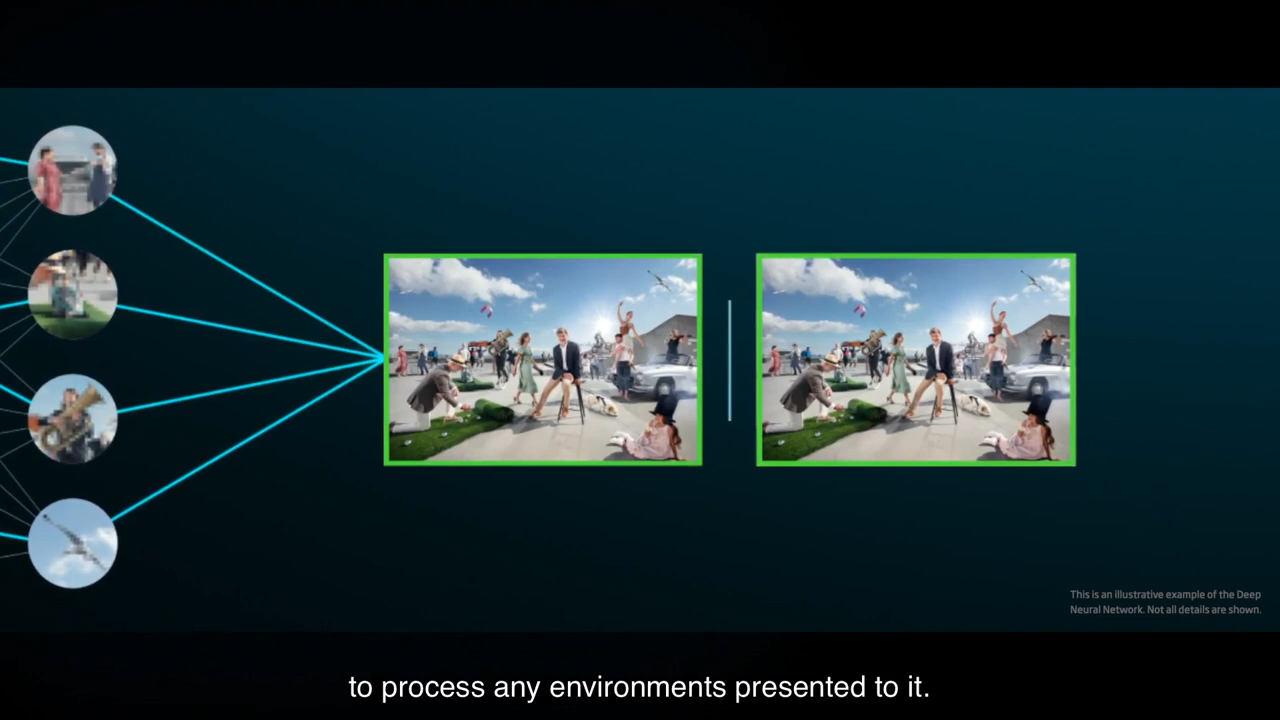 This is an illustrative example of the Deep
Neural Network. Not all details are shown.
to process any environments presented to it.